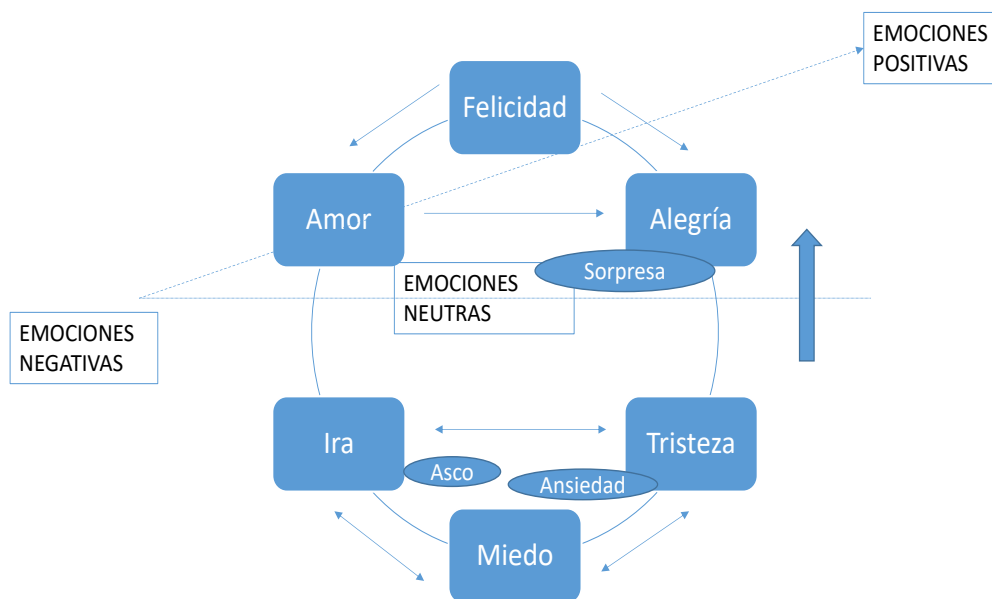 EMOCIONES
POSITIVAS
Felicidad
Amor
Alegría
Sorpresa
EMOCIONES
NEUTRAS
EMOCIONES
NEGATIVAS
Ira
Tristeza
Asco
Ansiedad
Miedo